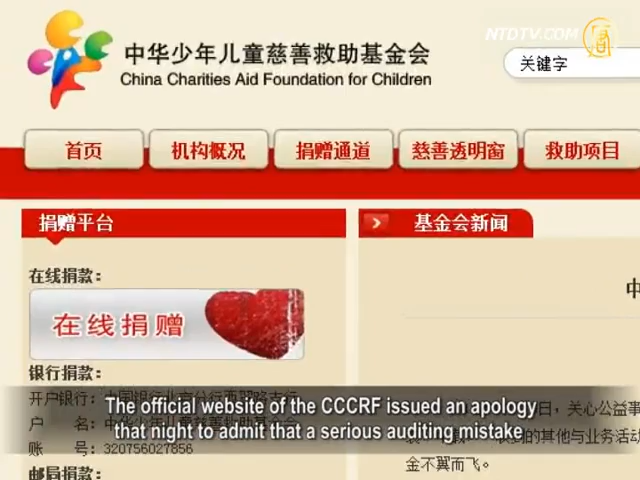 NTDTV.COM
中华少年儿童慈善救助基金会
China Charities Aid Foundation for Children
关键字
首页 机构概况 捐赠通道 慈善透明窗 救助项目
捐赠平台
基金会新闻
在线捐款：
在线捐赠
银行捐款：
开户银行：
户 名：
账 号：320756027856
邮局捐款：
日，关心公益事
的其他与业务活动
金不翼而飞。
The official website of the CCCRF issued an apology
that night to admit that a serious auditing mistake